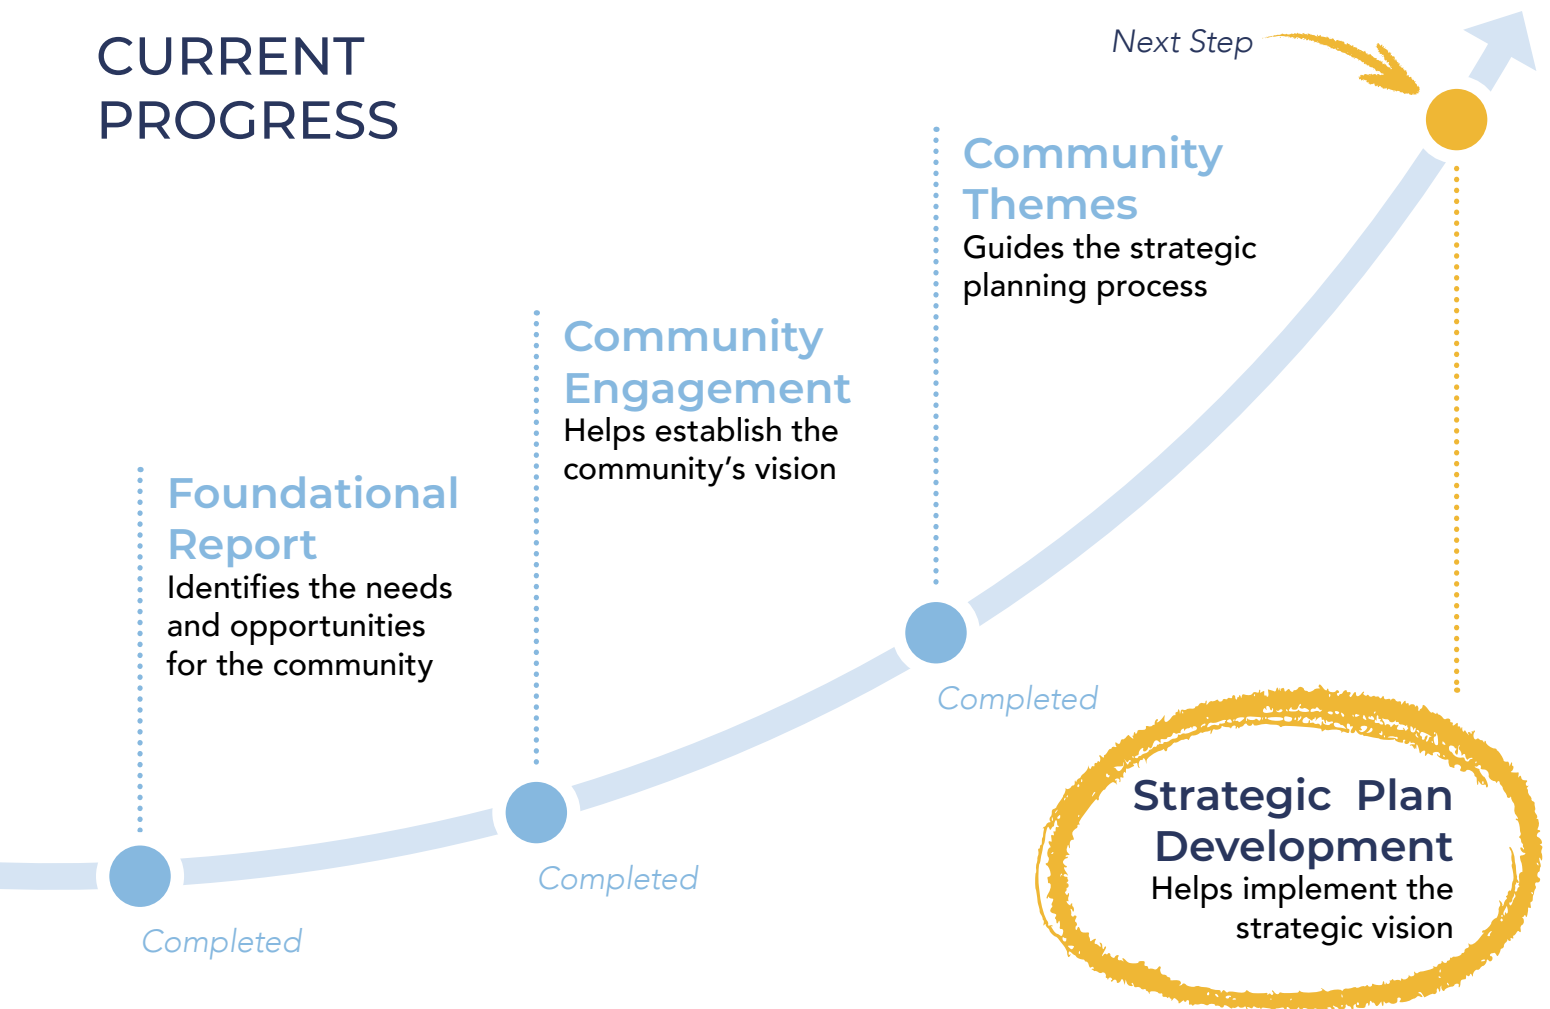 CURRENT
PROGRESS
Next Step
Community
Themes
Guides the strategic
planning process
Community
Engagement
Helps establish the
community’s vision
Foundational
Report
Identifies the needs
and opportunities
for the community
Completed
Completed
Completed
Strategic Plan
Development
Helps implement the
strategic vision